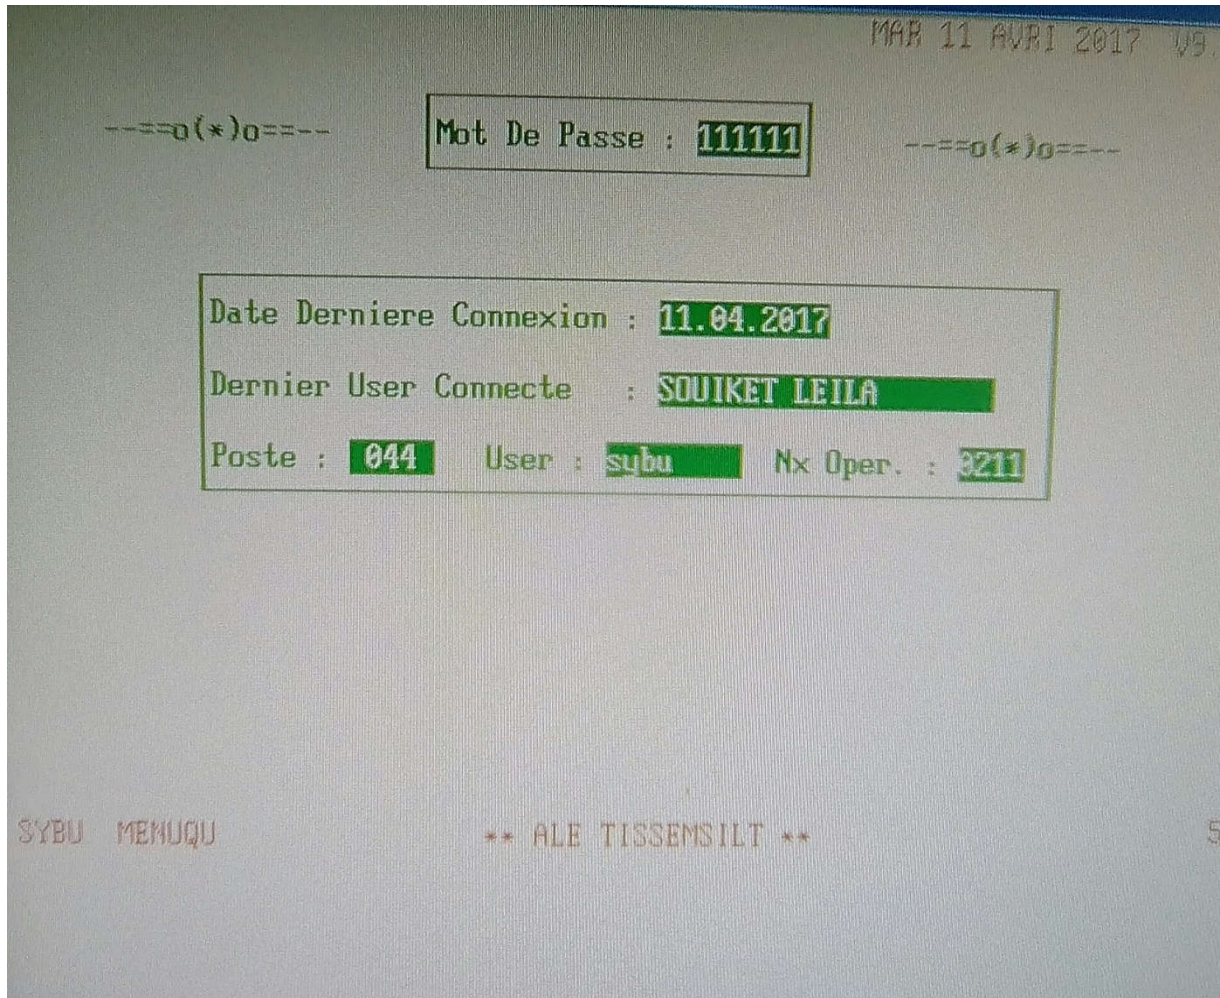 MAR 11 AVRI 2017 V9.
--==o(*)o==-- Mot De Passe : 111111 --==o(*)o==--
Date Derniere Connexion : 11.04.2017
Dernier User Connecte : SOUIKET LEILA
Poste : 044 User : sybu Nx Oper. : 3211
SYBU MENUQU ** ALE TISSEMSILT ** 5